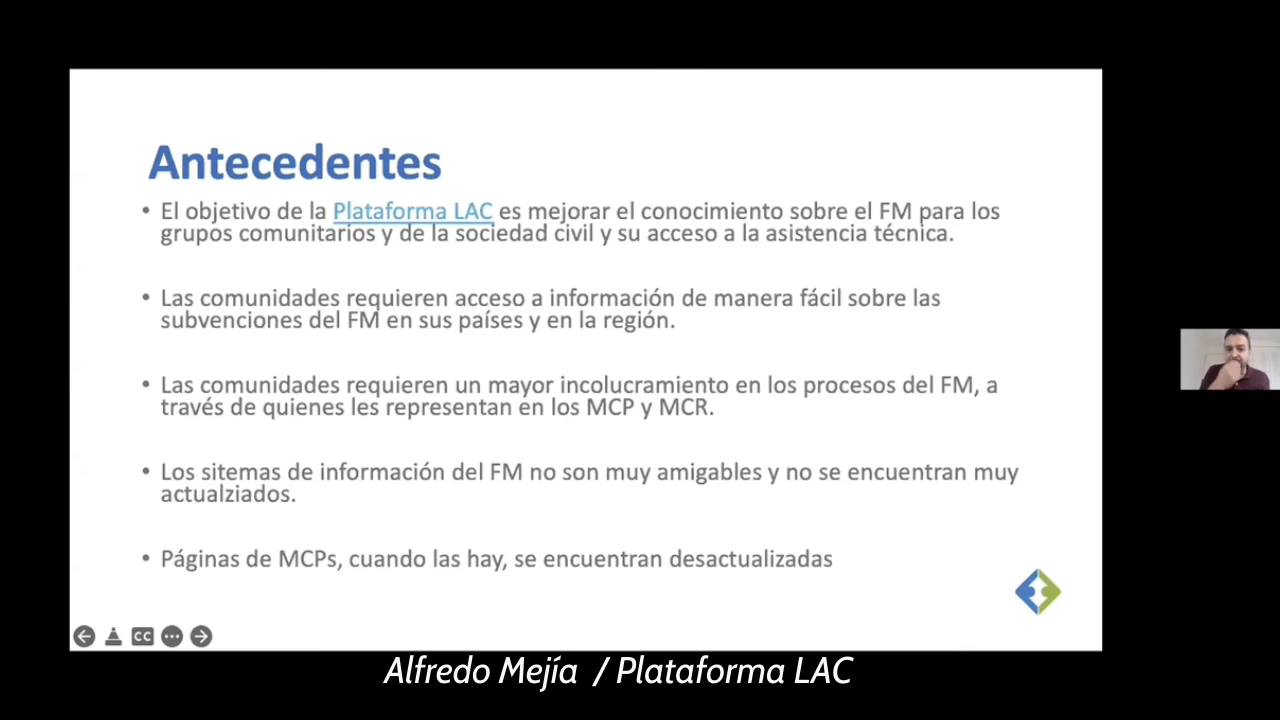 Antecedentes
• El objetivo de la Plataforma LAC es mejorar el conocimiento sobre el FM para los
grupos comunitarios y de la sociedad civil y su acceso a la asistencia técnica.
• Las comunidades requieren acceso a información de manera fácil sobre las
subvenciones del FM en sus países y en la región.
• Las comunidades requieren un mayor incolucramiento en los procesos del FM, a
través de quienes les representan en los MCP y MCR.
• Los sitemas de información del FM no son muy amigables y no se encuentran muy
actualziados.
• Páginas de MCPs, cuando las hay, se encuentran desactualizadas
CC
Alfredo Mejía / Plataforma LAC